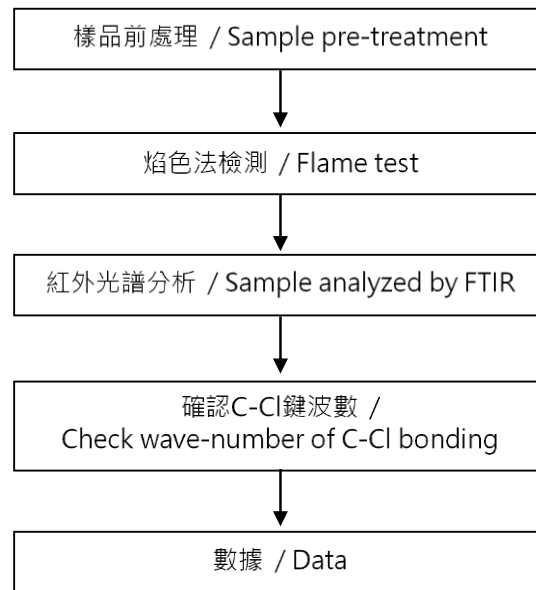 樣品前處理 / Sample pre-treatment
焰色法檢測 / Flame test
紅外光譜分析 / Sample analyzed by FTIR
確認C-Cl鍵波數 /
Check wave-number of C-Cl bonding
數據 / Data